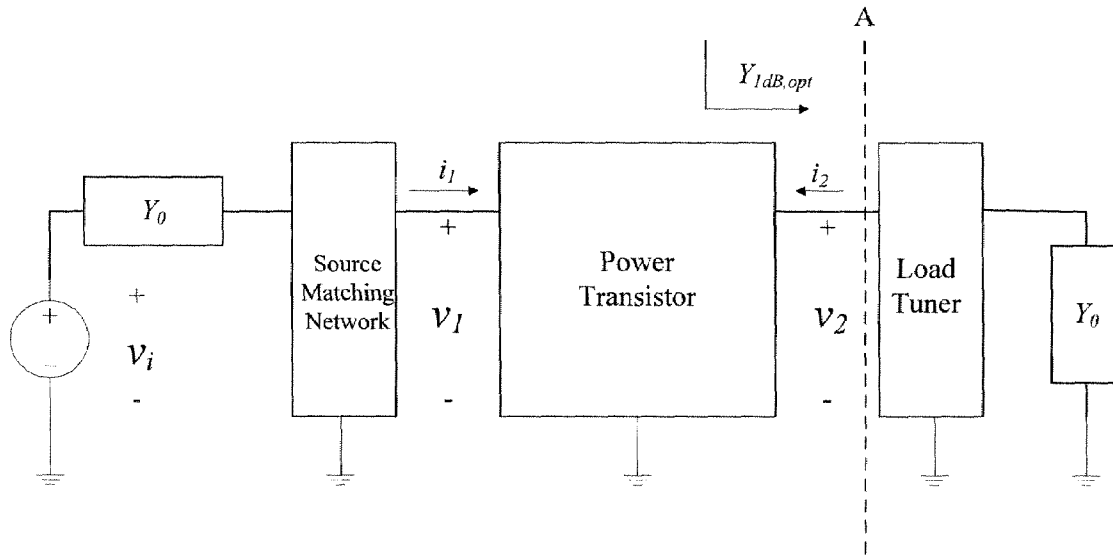 A
Y1dB,opt
i1
i2
Y0
+
+
Source
Matching
Network
Power
Transistor
Load
Tuner
Y0
+
+
v1
v2
vi
-
-
-
-